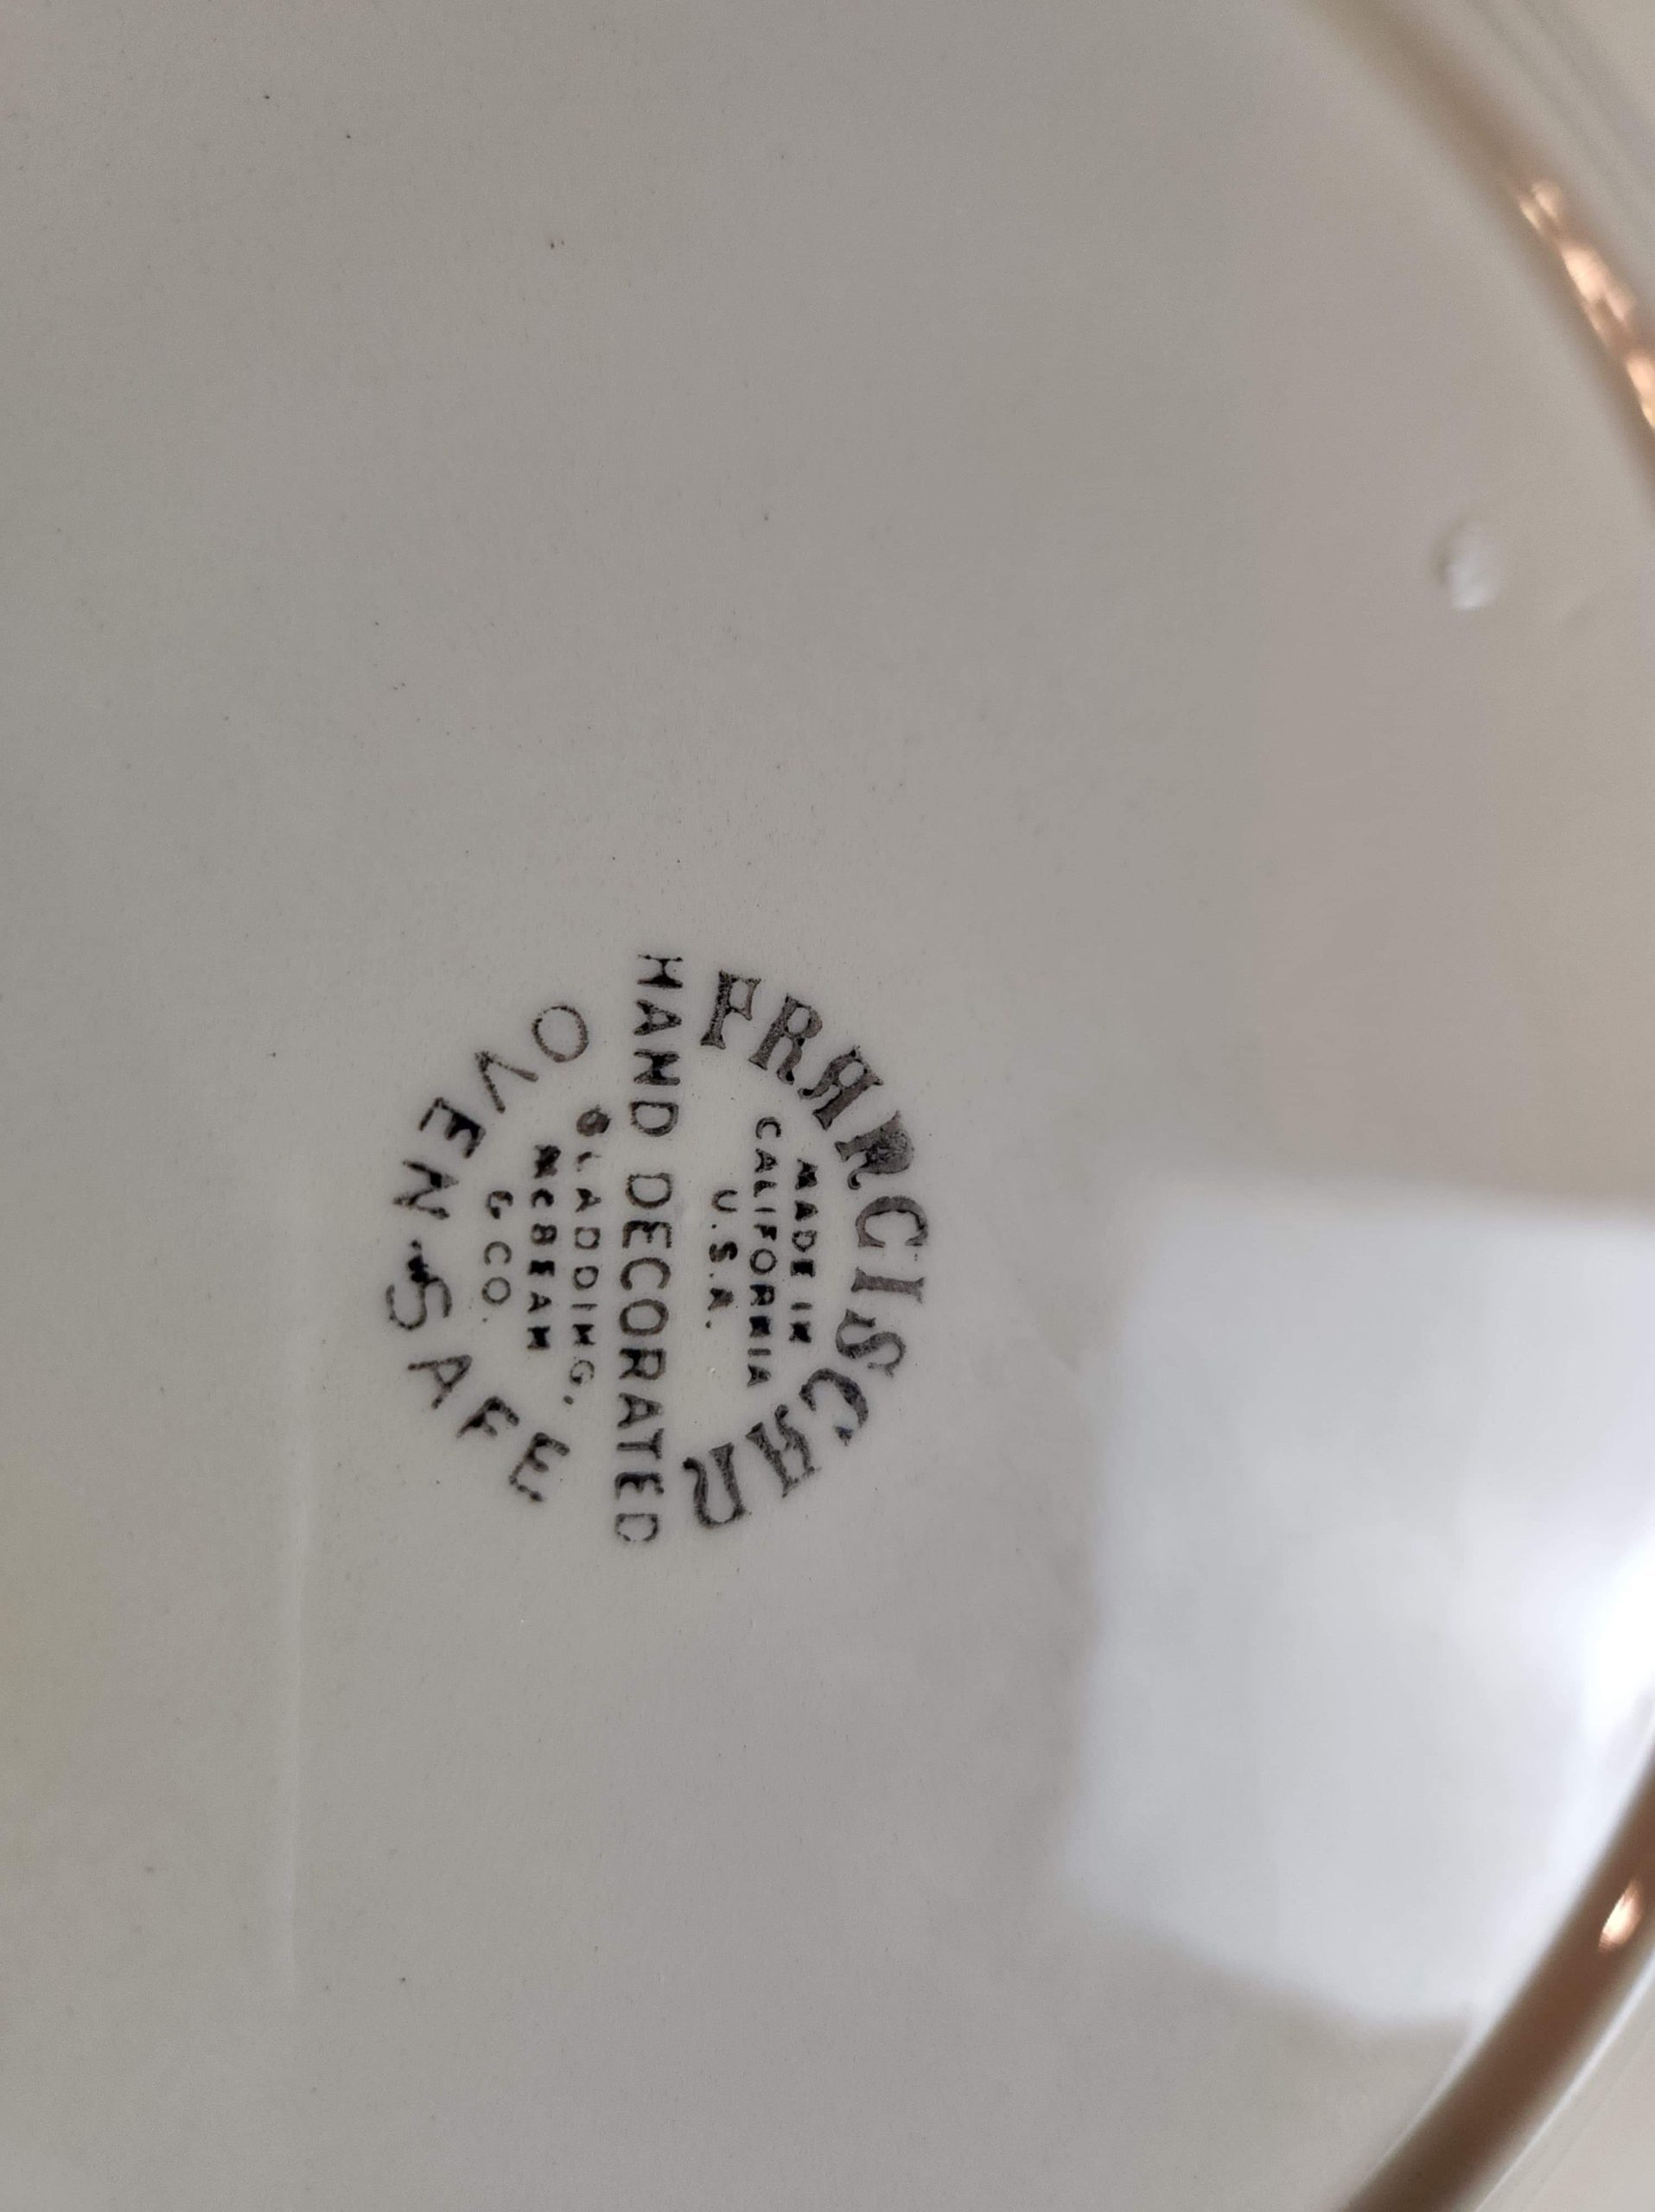 FRANCISCAN
MADE IN
CALIFORNIA
U.S.A.
HAND DECORATED
GLADDING,
McBEAN
& CO.
OVEN-SAFE